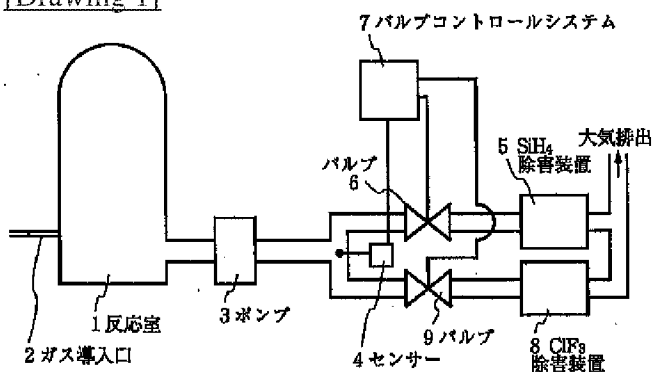 [Drawing 1]
7 バルブコントロールシステム
大気排出
5 SiH₄
除害装置
バルブ
6
1 反応室
3 ポンプ
2 ガス導入口
4 センサー
9 バルブ
8 ClF₃
除害装置